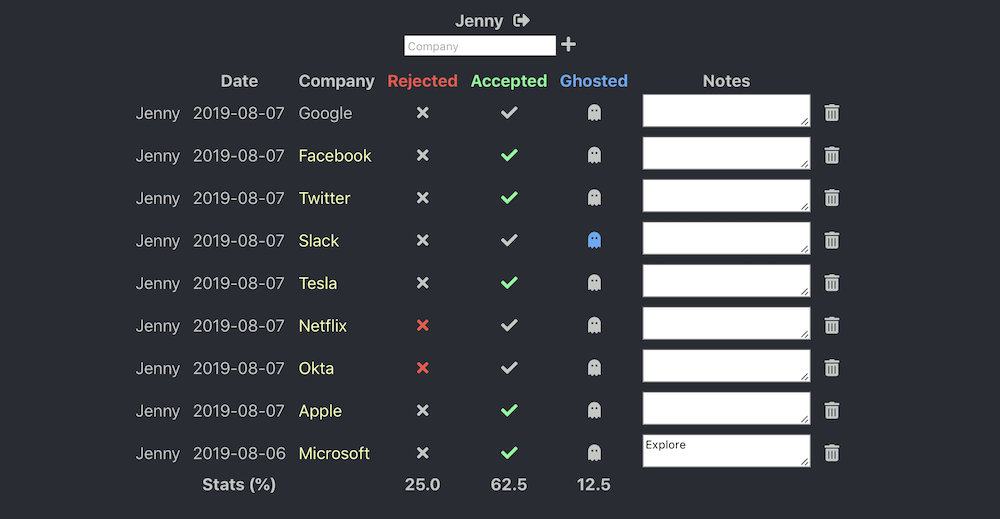 Jenny
Company
Date Company Rejected Accepted Ghosted Notes
Jenny 2019-08-07 Google
Jenny 2019-08-07 Facebook
Jenny 2019-08-07 Twitter
Jenny 2019-08-07 Slack
Jenny 2019-08-07 Tesla
Jenny 2019-08-07 Netflix
Jenny 2019-08-07 Okta
Jenny 2019-08-07 Apple
Jenny 2019-08-06 Microsoft Explore
Stats (%) 25.0 62.5 12.5